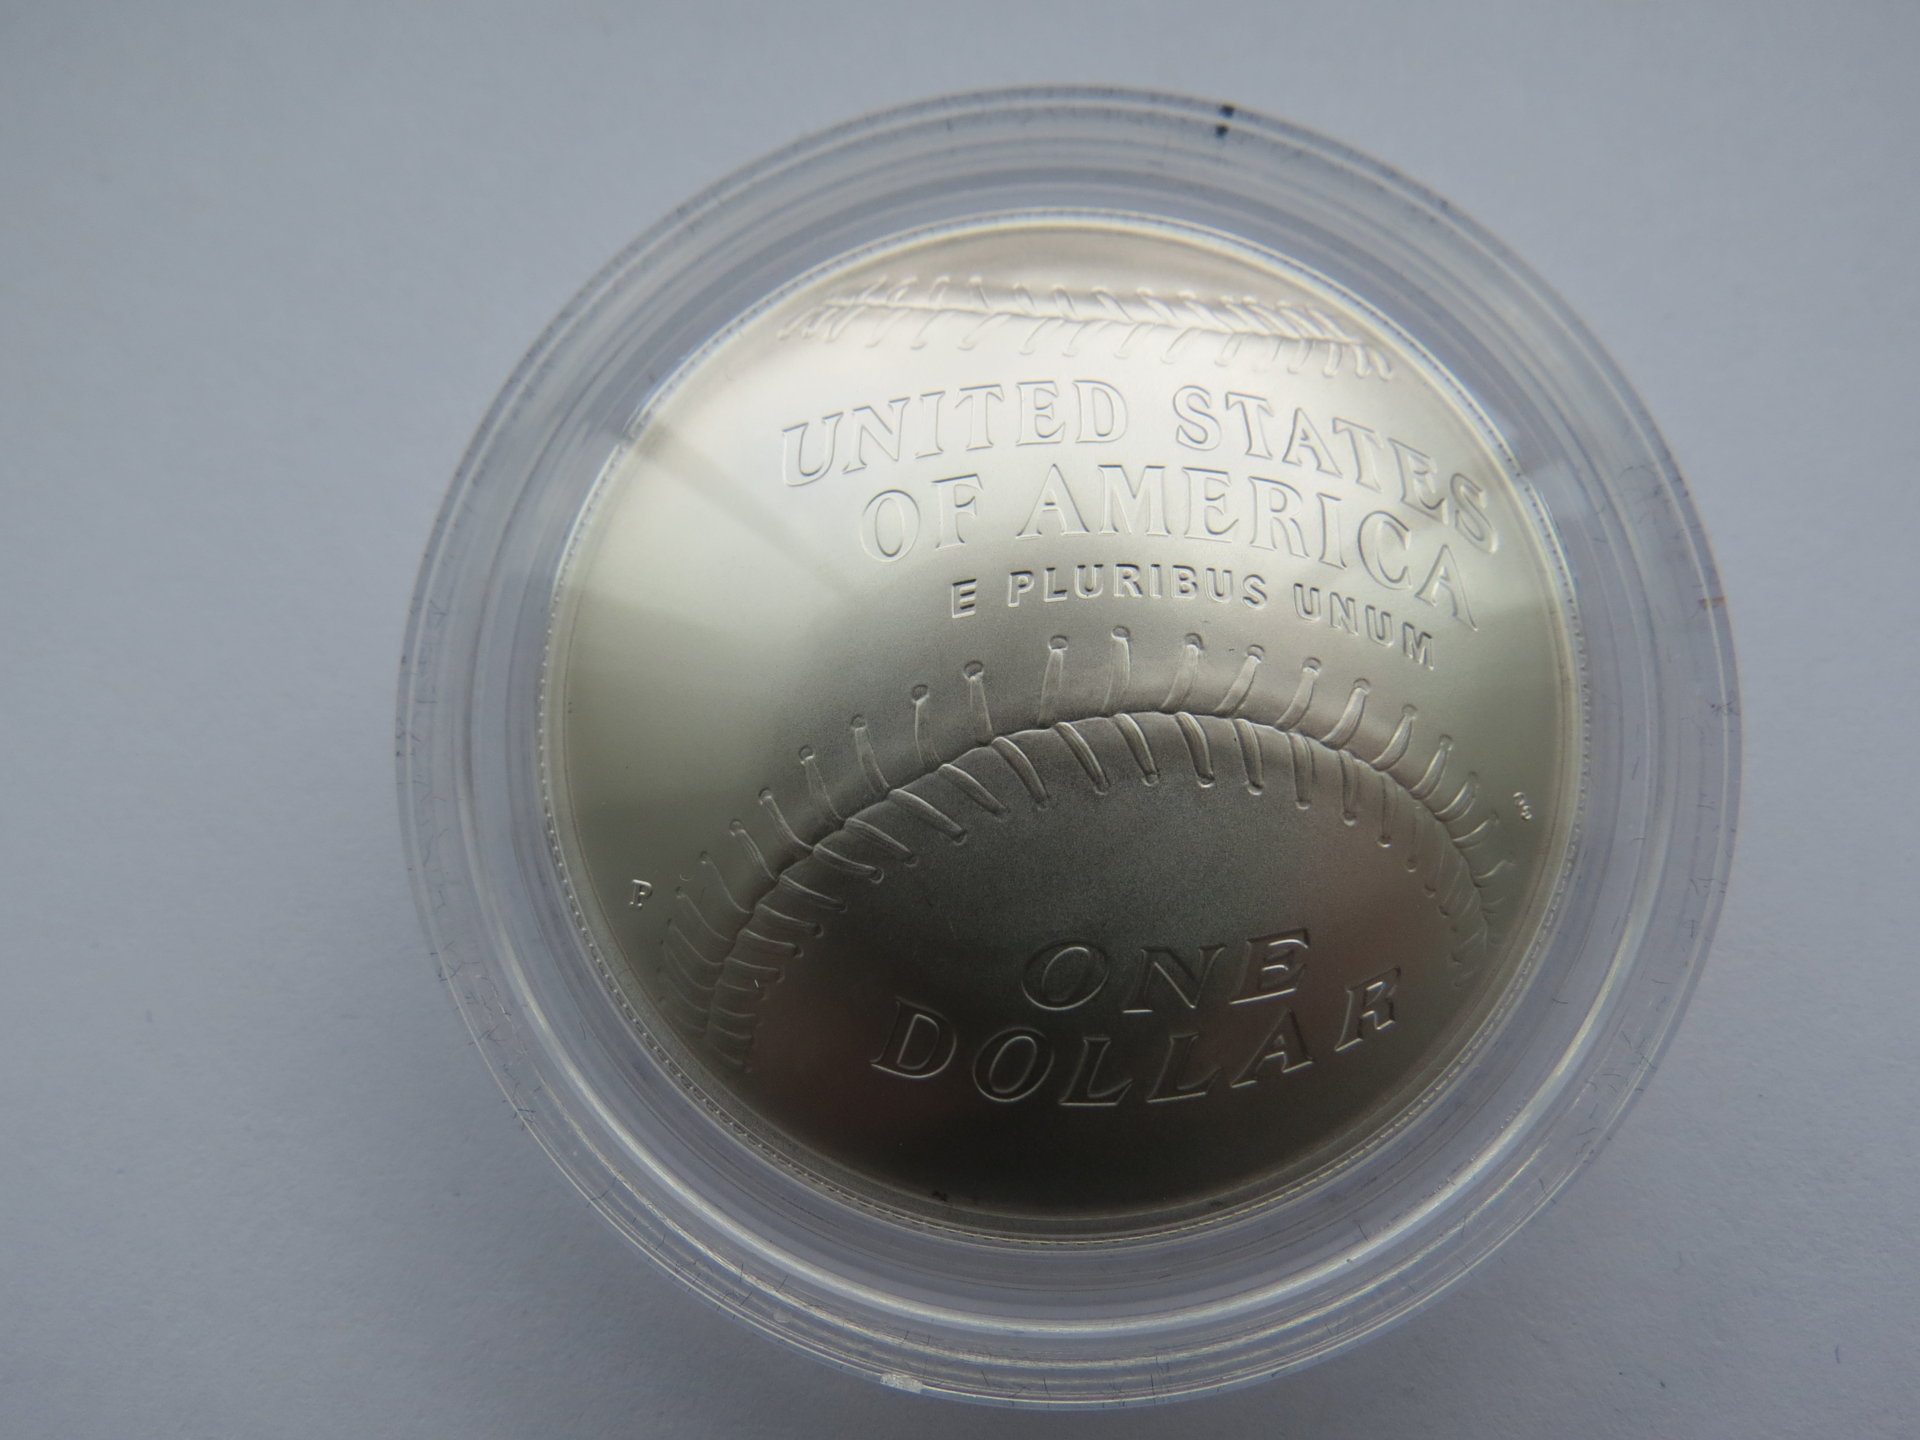 UNITED STATES
OF AMERICA
E PLURIBUS UNUM
P
ONE
DOLLAR